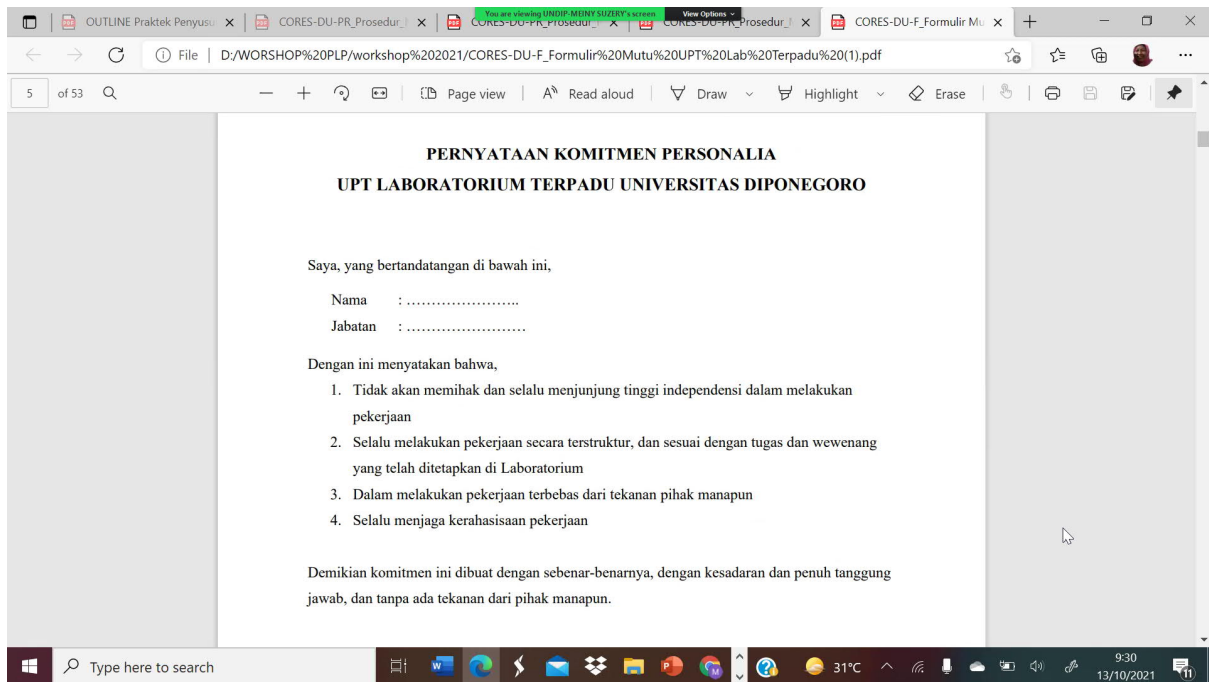 OUTLINE Praktek Penyusu
CORES-DU-PR_Prosedur_
CORES-DU-PR_Prosedur_
CORES-DU-PR_Prosedur_
CORES-DU-F_Formulir Mu
You are viewing UNDIP-MEINY SUZERY's screen
View Options
File
D:/WORSHOP%20PLP/workshop%202021/CORES-DU-F_Formulir%20Mutu%20UPT%20Lab%20Terpadu%20(1).pdf
5 of 53
Page view
Read aloud
Draw
Highlight
Erase
PERNYATAAN KOMITMEN PERSONALIA
UPT LABORATORIUM TERPADU UNIVERSITAS DIPONEGORO
Saya, yang bertandatangan di bawah ini,
Nama : …………………..
Jabatan : ……………………
Dengan ini menyatakan bahwa,
1. Tidak akan memihak dan selalu menjunjung tinggi independensi dalam melakukan
pekerjaan
2. Selalu melakukan pekerjaan secara terstruktur, dan sesuai dengan tugas dan wewenang
yang telah ditetapkan di Laboratorium
3. Dalam melakukan pekerjaan terbebas dari tekanan pihak manapun
4. Selalu menjaga kerahasisaan pekerjaan
Demikian komitmen ini dibuat dengan sebenar-benarnya, dengan kesadaran dan penuh tanggung
jawab, dan tanpa ada tekanan dari pihak manapun.
Type here to search
31°C
9:30
13/10/2021
11